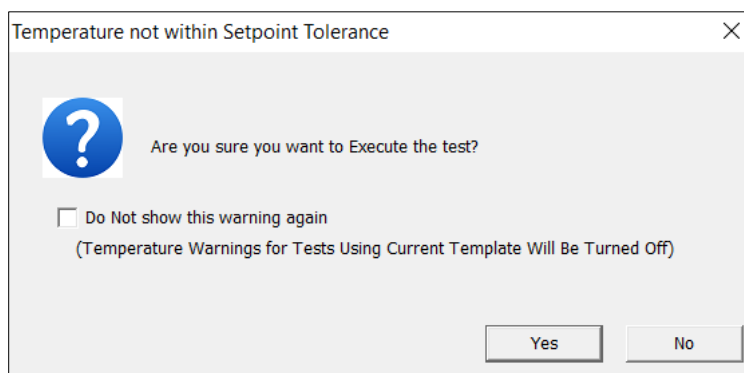 Temperature not within Setpoint Tolerance
Are you sure you want to Execute the test?
Do Not show this warning again
(Temperature Warnings for Tests Using Current Template Will Be Turned Off)
Yes No